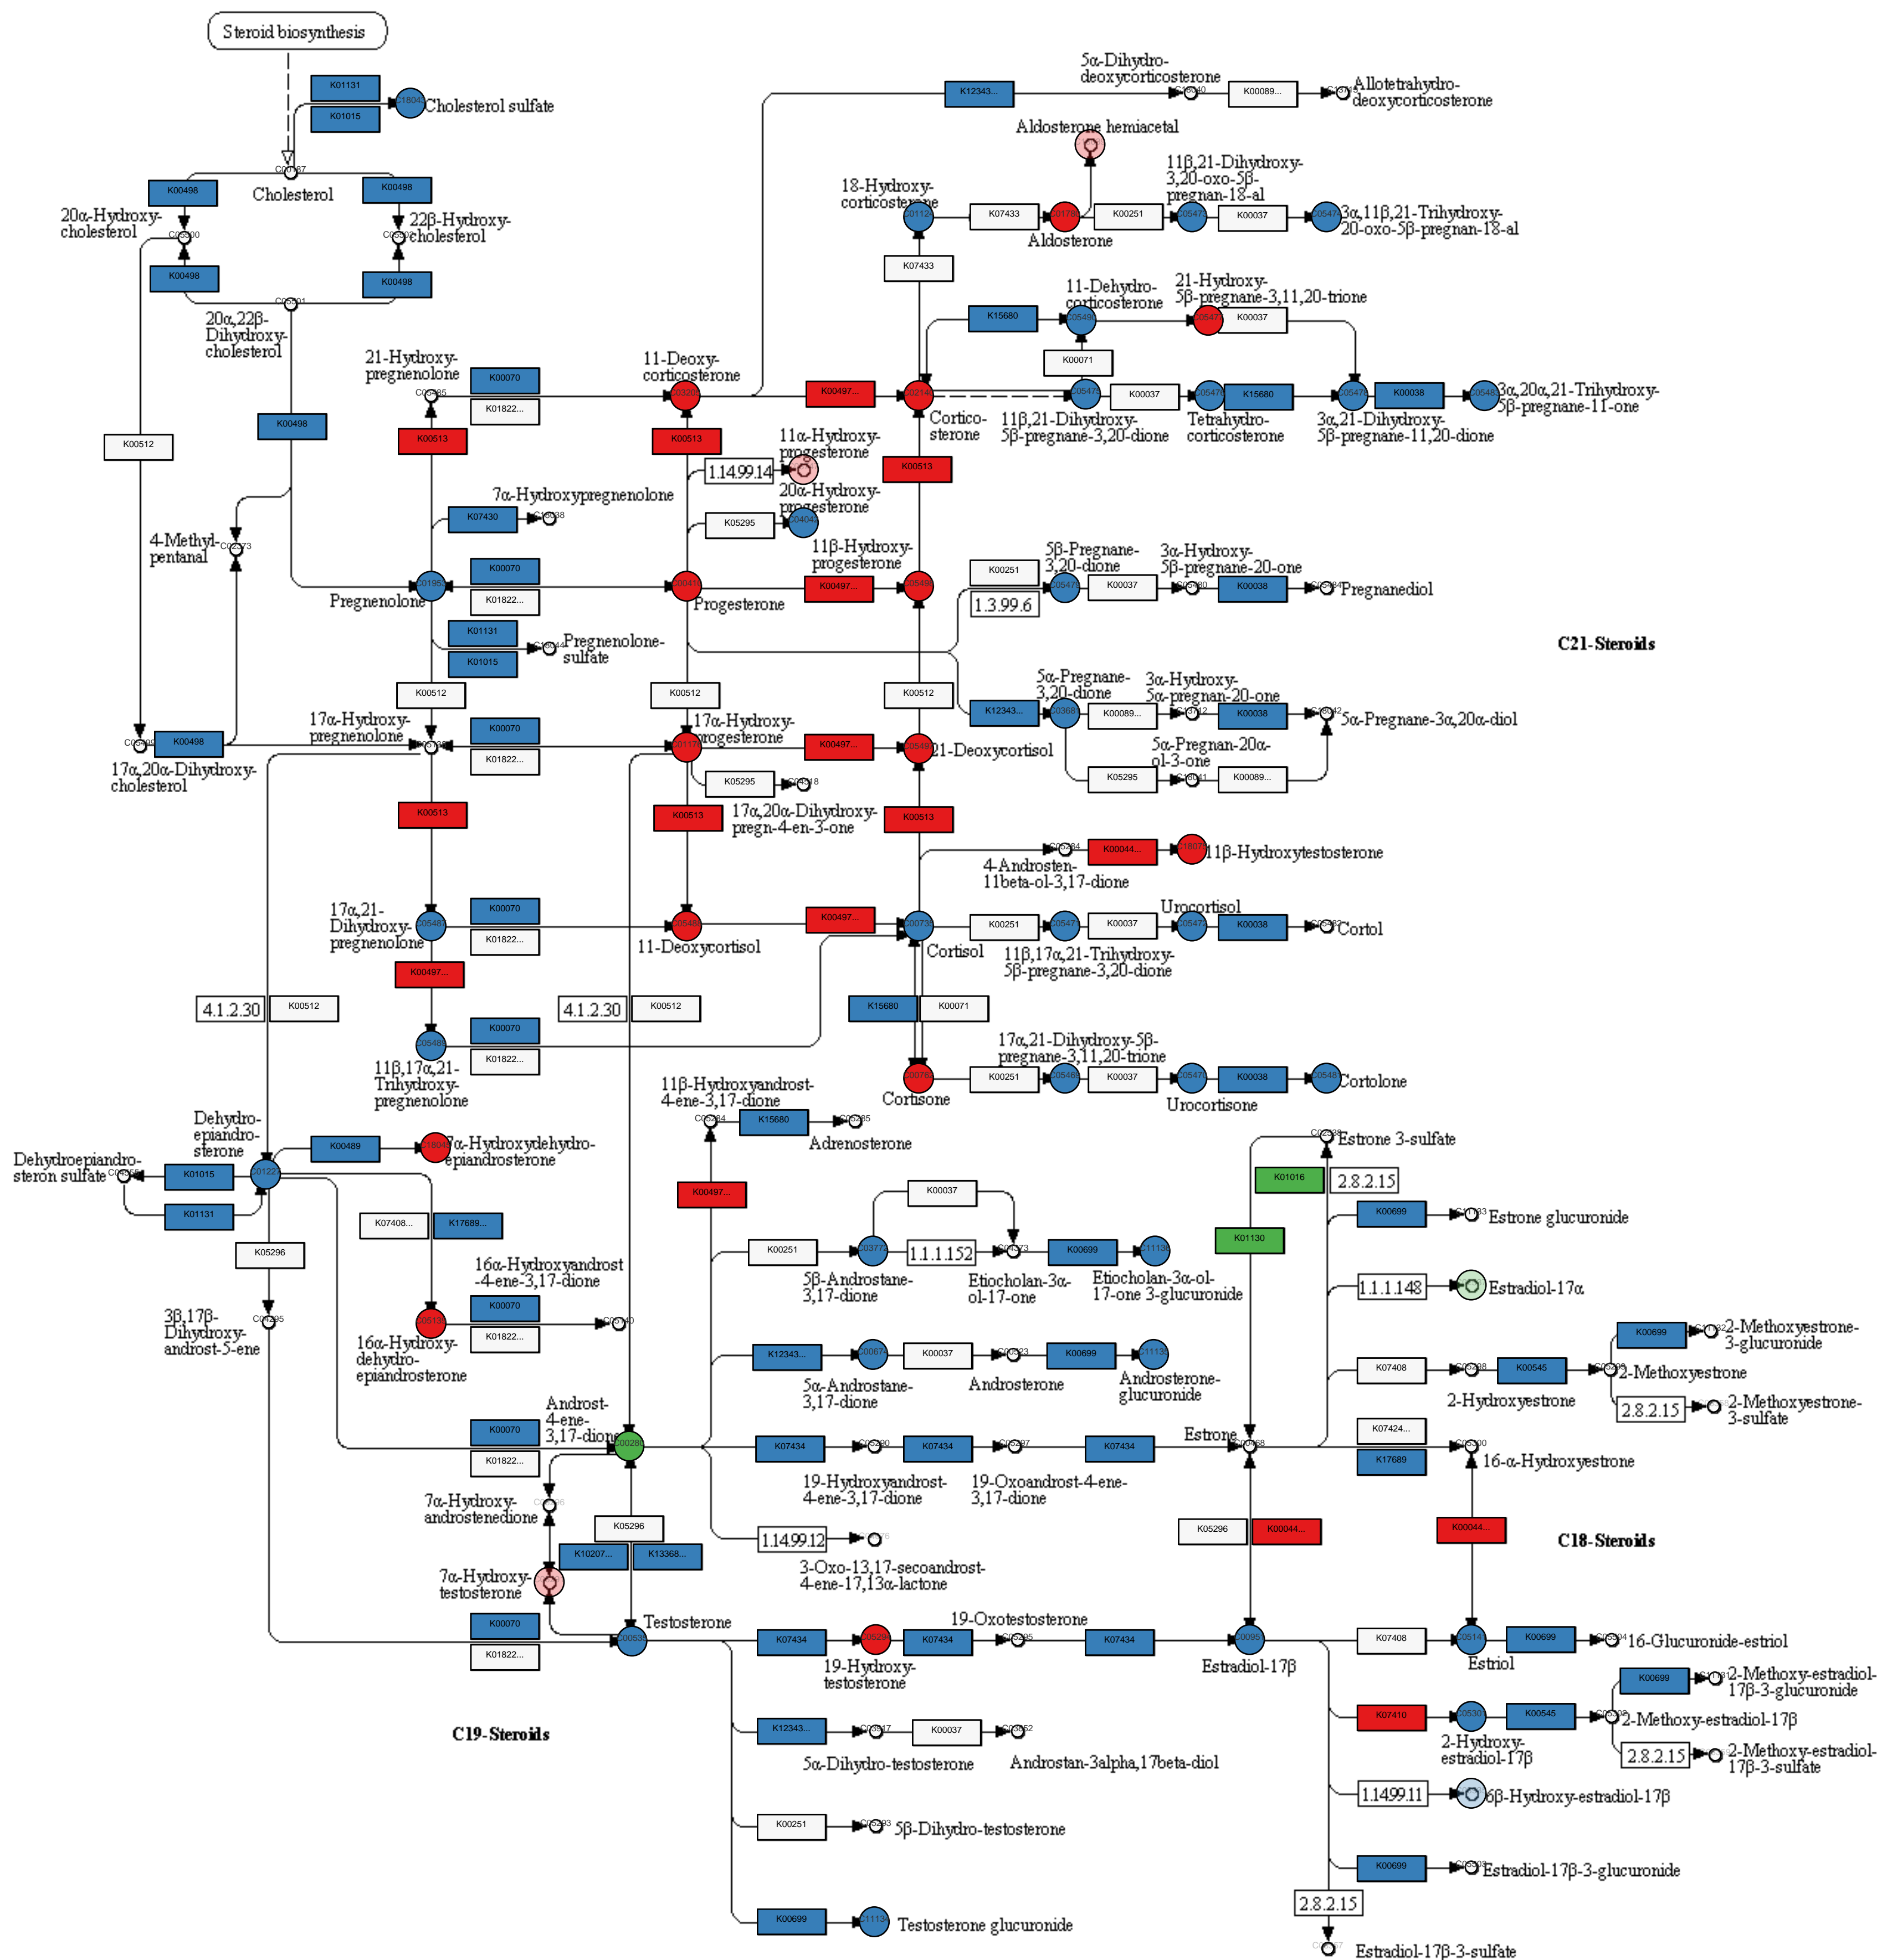 Steroid biosynthesis
K01131
K01015
Cholesterol sulfate
Cholesterol
K00498
K00498
20α-Hydroxy-
cholesterol
22β-Hydroxy-
cholesterol
K00498
K00498
20α,22β-
Dihydroxy-
cholesterol
K00512
K00498
4-Methyl-
pentanal
K00498
17α,20α-Dihydroxy-
cholesterol
5α-Dihydro-
deoxycorticosterone
K12343...
K00089...
Allotetrahydro-
deoxycorticosterone
Aldosterone hemiacetal
18-Hydroxy-
corticosterone
K07433
Aldosterone
K00251
11β,21-Dihydroxy-
3,20-oxo-5β-
pregnan-18-al
K00037
3α,11β,21-Trihydroxy-
20-oxo-5β-pregnan-18-al
K07433
K15680
11-Dehydro-
corticosterone
21-Hydroxy-
5β-pregnane-3,11,20-trione
K00037
K00071
21-Hydroxy-
pregnenolone
K00070
K01822...
11-Deoxy-
corticosterone
K00497...
Cortico-
sterone
11β,21-Dihydroxy-
5β-pregnane-3,20-dione
K00037
Tetrahydro-
corticosterone
K15680
3α,21-Dihydroxy-
5β-pregnane-11,20-dione
K00038
3α,20α,21-Trihydroxy-
5β-pregnane-11-one
K00513
K00513
K00513
1.14.99.14
11α-Hydroxy-
progesterone
K07430
7α-Hydroxypregnenolone
K05295
20α-Hydroxy-
progesterone
Pregnenolone
K00070
K01822...
Progesterone
K00497...
11β-Hydroxy-
progesterone
K00251
1.3.99.6
5β-Pregnane-
3,20-dione
K00037
3α-Hydroxy-
5β-pregnane-20-one
K00038
Pregnanediol
K01131
K01015
Pregnenolone-
sulfate
C21-Steroids
K00512
K00512
K00512
K12343...
5α-Pregnane-
3,20-dione
K00089...
3α-Hydroxy-
5α-pregnan-20-one
K00038
5α-Pregnane-3α,20α-diol
17α-Hydroxy-
pregnenolone
K00070
K01822...
17α-Hydroxy-
progesterone
K00497...
21-Deoxycortisol
K05295
5α-Pregnan-20α-
ol-3-one
K00089...
K05295
17α,20α-Dihydroxy-
pregn-4-en-3-one
K00513
K00513
K00513
4-Androsten-
11beta-ol-3,17-dione
K00044...
11β-Hydroxytestosterone
17α,21-
Dihydroxy-
pregnenolone
K00070
K01822...
11-Deoxycortisol
K00497...
Cortisol
K00251
11β,17α,21-Trihydroxy-
5β-pregnane-3,20-dione
K00037
Urocortisol
K00038
Cortol
K00497...
4.1.2.30
K00512
4.1.2.30
K00512
K15680
K00071
K00070
K01822...
11β,17α,21-
Trihydroxy-
pregnenolone
Cortisone
K00251
17α,21-Dihydroxy-5β-
pregnane-3,11,20-trione
K00037
Urocortisone
K00038
Cortolone
Dehydro-
epiandro-
sterone
K00489
7α-Hydroxydehydro-
epiandrosterone
Dehydroepiandro-
steron sulfate
K01015
K01131
K05296
K07408...
K17689...
3β,17β-
Dihydroxy-
androst-5-ene
16α-Hydroxyandrost
-4-ene-3,17-dione
K00070
K01822...
16α-Hydroxy-
dehydro-
epiandrosterone
11β-Hydroxyandrost-
4-ene-3,17-dione
K15680
Adrenosterone
K00497...
K00037
K00251
5β-Androstane-
3,17-dione
1.1.1.152
Etiocholan-3α-
ol-17-one
K00699
Etiocholan-3α-ol-
17-one 3-glucuronide
K12343...
5α-Androstane-
3,17-dione
K00037
Androsterone
K00699
Androsterone-
glucuronide
Androst-
4-ene-
3,17-dione
K00070
K01822...
K07434
19-Hydroxyandrost-
4-ene-3,17-dione
K07434
19-Oxoandrost-4-ene-
3,17-dione
K07434
Estrone
1.14.99.12
3-Oxo-13,17-secoandrost-
4-ene-17,13α-lactone
Estrone 3-sulfate
K01016
2.8.2.15
K01130
K00699
Estrone glucuronide
1.1.1.148
Estradiol-17α
K07408
2-Hydroxyestrone
K00545
2-Methoxyestrone
K00699
2-Methoxyestrone-
3-glucuronide
2.8.2.15
2-Methoxyestrone-
3-sulfate
K07424...
K17689
16-α-Hydroxyestrone
7α-Hydroxy-
androstenedione
K05296
K10207...
K13368...
7α-Hydroxy-
testosterone
K05296
K00044...
K00044...
C18-Steroids
K00070
K01822...
Testosterone
K07434
19-Hydroxy-
testosterone
K07434
19-Oxotestosterone
K07434
Estradiol-17β
K07408
Estriol
K00699
16-Glucuronide-estriol
C19-Steroids
K12343...
5α-Dihydro-testosterone
K00037
Androstan-3alpha,17beta-diol
K07410
2-Hydroxy-
estradiol-17β
K00545
2-Methoxy-estradiol-17β
K00699
2-Methoxy-estradiol-
17β-3-glucuronide
2.8.2.15
2-Methoxy-estradiol-
17β-3-sulfate
1.14.99.11
6β-Hydroxy-estradiol-17β
K00251
5β-Dihydro-testosterone
K00699
Estradiol-17β-3-glucuronide
K00699
Testosterone glucuronide
2.8.2.15
Estradiol-17β-3-sulfate